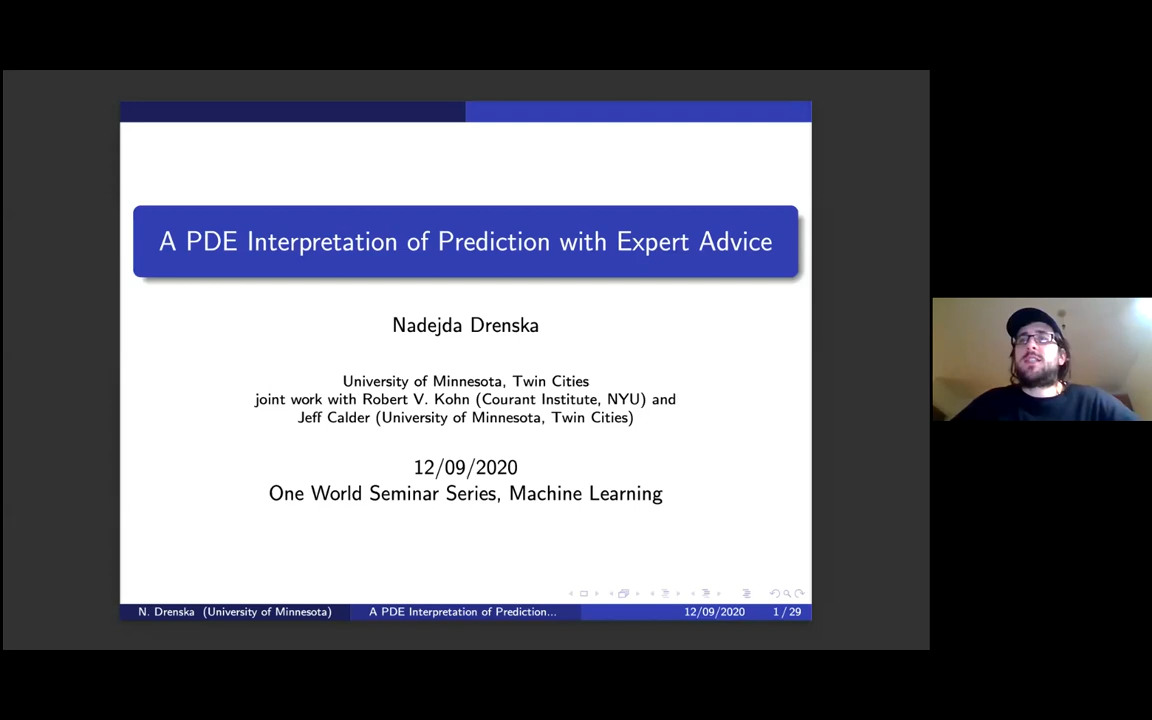 A PDE Interpretation of Prediction with Expert Advice
Nadejda Drenska
University of Minnesota, Twin Cities
joint work with Robert V. Kohn (Courant Institute, NYU) and
Jeff Calder (University of Minnesota, Twin Cities)
12/09/2020
One World Seminar Series, Machine Learning
N. Drenska (University of Minnesota) A PDE Interpretation of Prediction... 12/09/2020 1 / 29